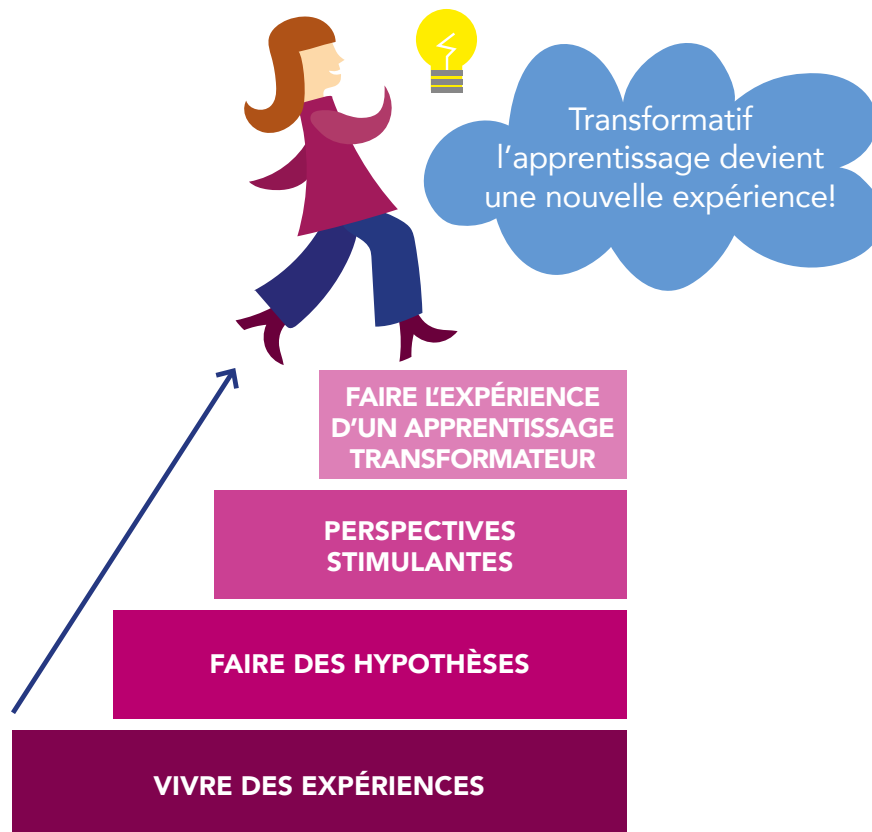 Transformatif
l'apprentissage devient
une nouvelle expérience!
FAIRE L'EXPÉRIENCE
D'UN APPRENTISSAGE
TRANSFORMATEUR
PERSPECTIVES
STIMULANTES
FAIRE DES HYPOTHÈSES
VIVRE DES EXPÉRIENCES